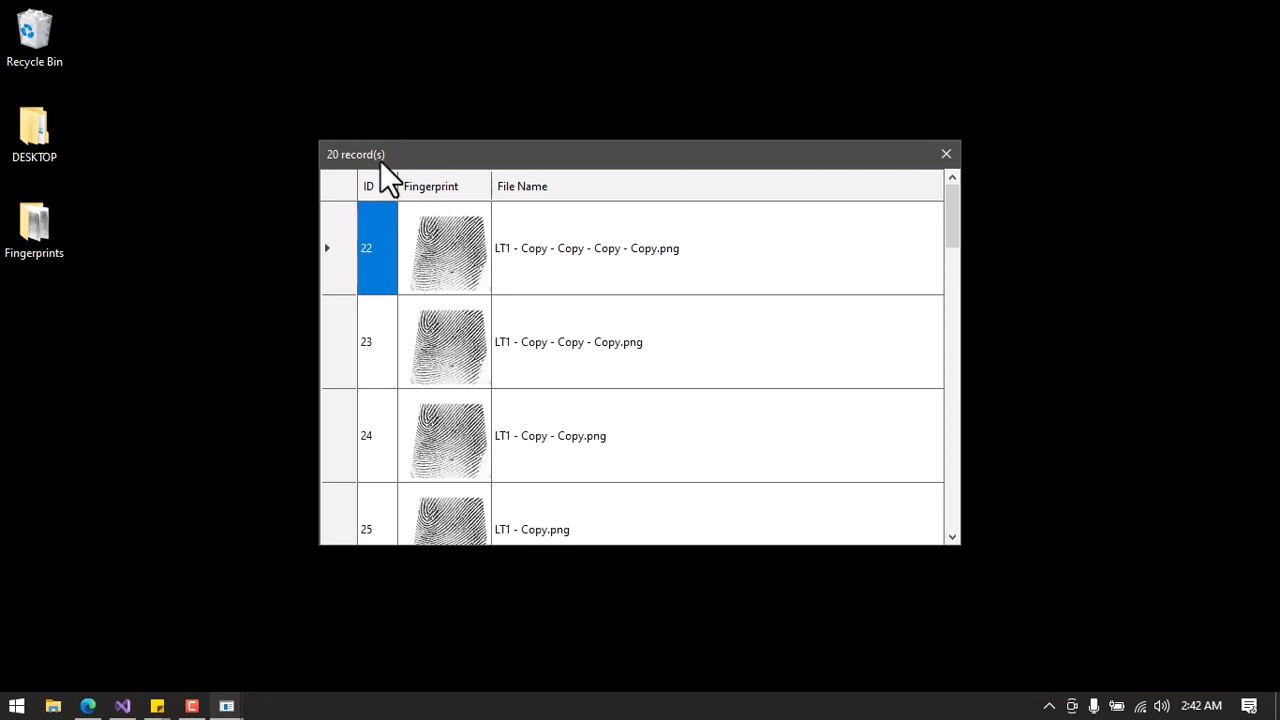 Recycle Bin
DESKTOP
Fingerprints
20 record(s)
ID Fingerprint File Name
22 LT1 - Copy - Copy - Copy - Copy.png
23 LT1 - Copy - Copy - Copy.png
24 LT1 - Copy - Copy.png
25 LT1 - Copy.png
2:42 AM